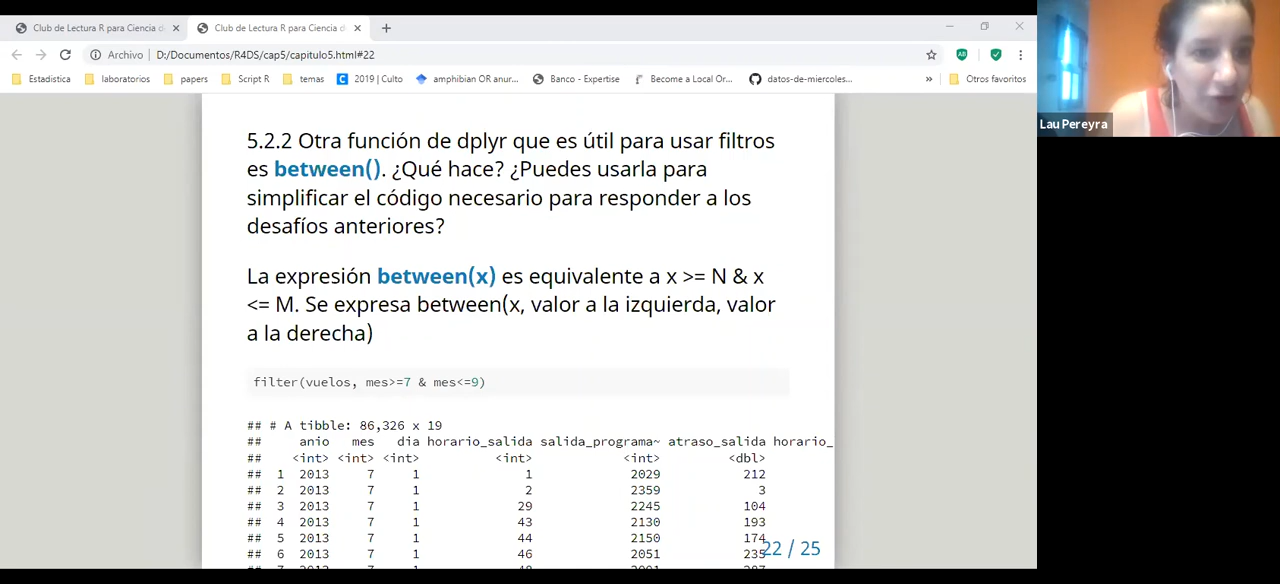 Club de Lectura R para Ciencia d
Club de Lectura R para Ciencia d
Archivo
D:/Documentos/R4DS/cap5/capitulo5.html#22
Estadistica
laboratorios
papers
Script R
temas
2019 | Culto
amphibian OR anur...
Banco - Expertise
Become a Local Or...
datos-de-miercoles...
»
Otros favoritos
Lau Pereyra
5.2.2 Otra función de dplyr que es útil para usar filtros
es between(). ¿Qué hace? ¿Puedes usarla para
simplificar el código necesario para responder a los
desafíos anteriores?
La expresión between(x) es equivalente a x >= N & x
<= M. Se expresa between(x, valor a la izquierda, valor
a la derecha)
filter(vuelos, mes>=7 & mes<=9)
## # A tibble: 86,326 x 19
## anio mes dia horario_salida salida_programa~ atraso_salida horario_
## <int> <int> <int> <int> <int> <dbl>
## 1 2013 7 1 1 2029 212
## 2 2013 7 1 2 2359 3
## 3 2013 7 1 29 2245 104
## 4 2013 7 1 43 2130 193
## 5 2013 7 1 44 2150 174
## 6 2013 7 1 46 2051 235
22 / 25